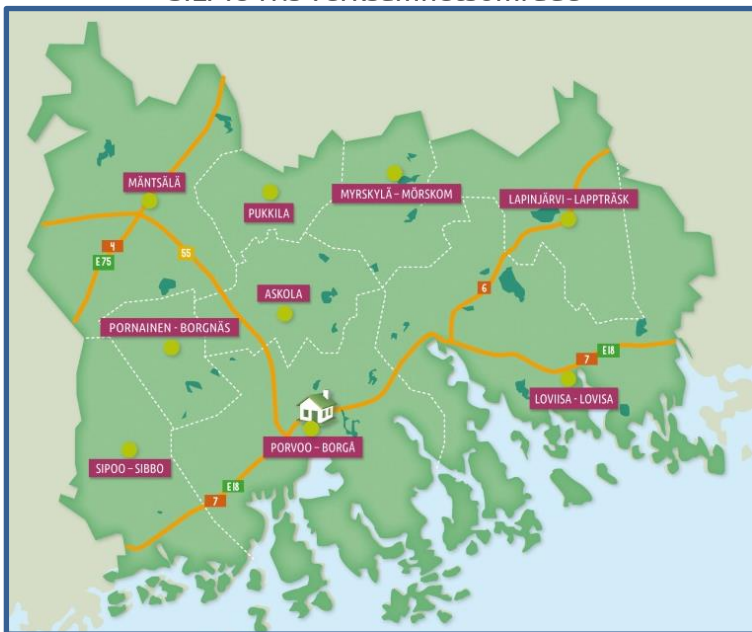 MÄNTSÄLÄ
MYRSKYLÄ – MÖRSKOM
PUKKILA
LAPINJÄRVI – LAPPTRÄSK
4
E75
55
ASKOLA
6
PORNAINEN - BORGNÄS
7
E18
LOVIISA - LOVISA
PORVOO – BORGÅ
SIPOO – SIBBO
E18
7